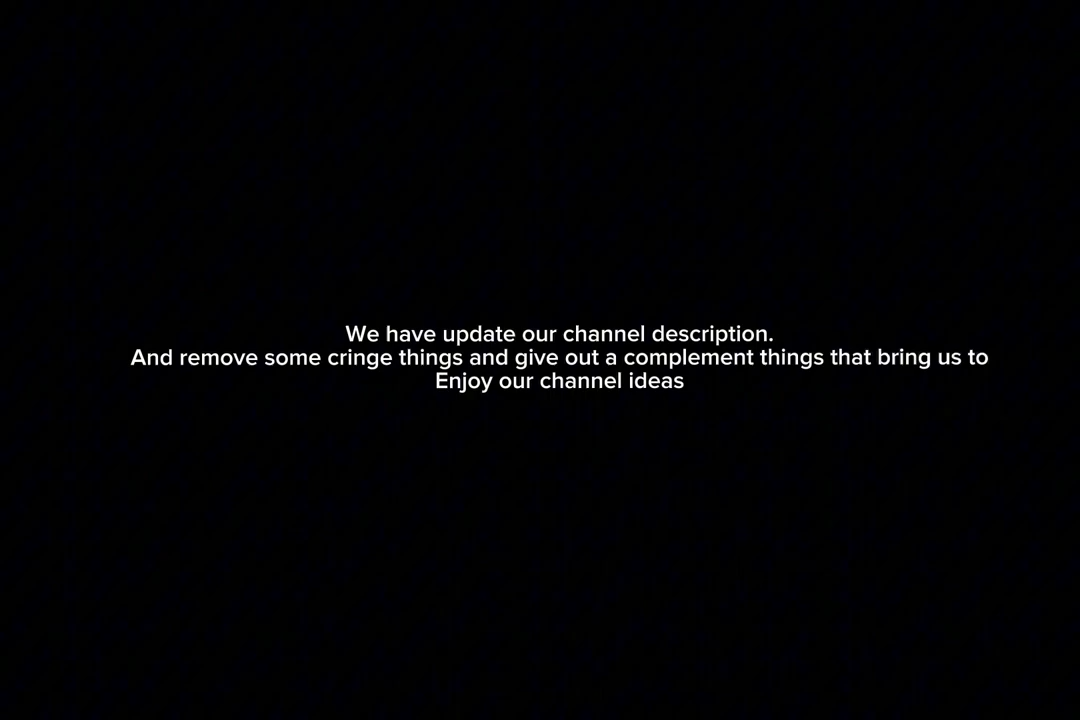 We have update our channel description.
And remove some cringe things and give out a complement things that bring us to
Enjoy our channel ideas